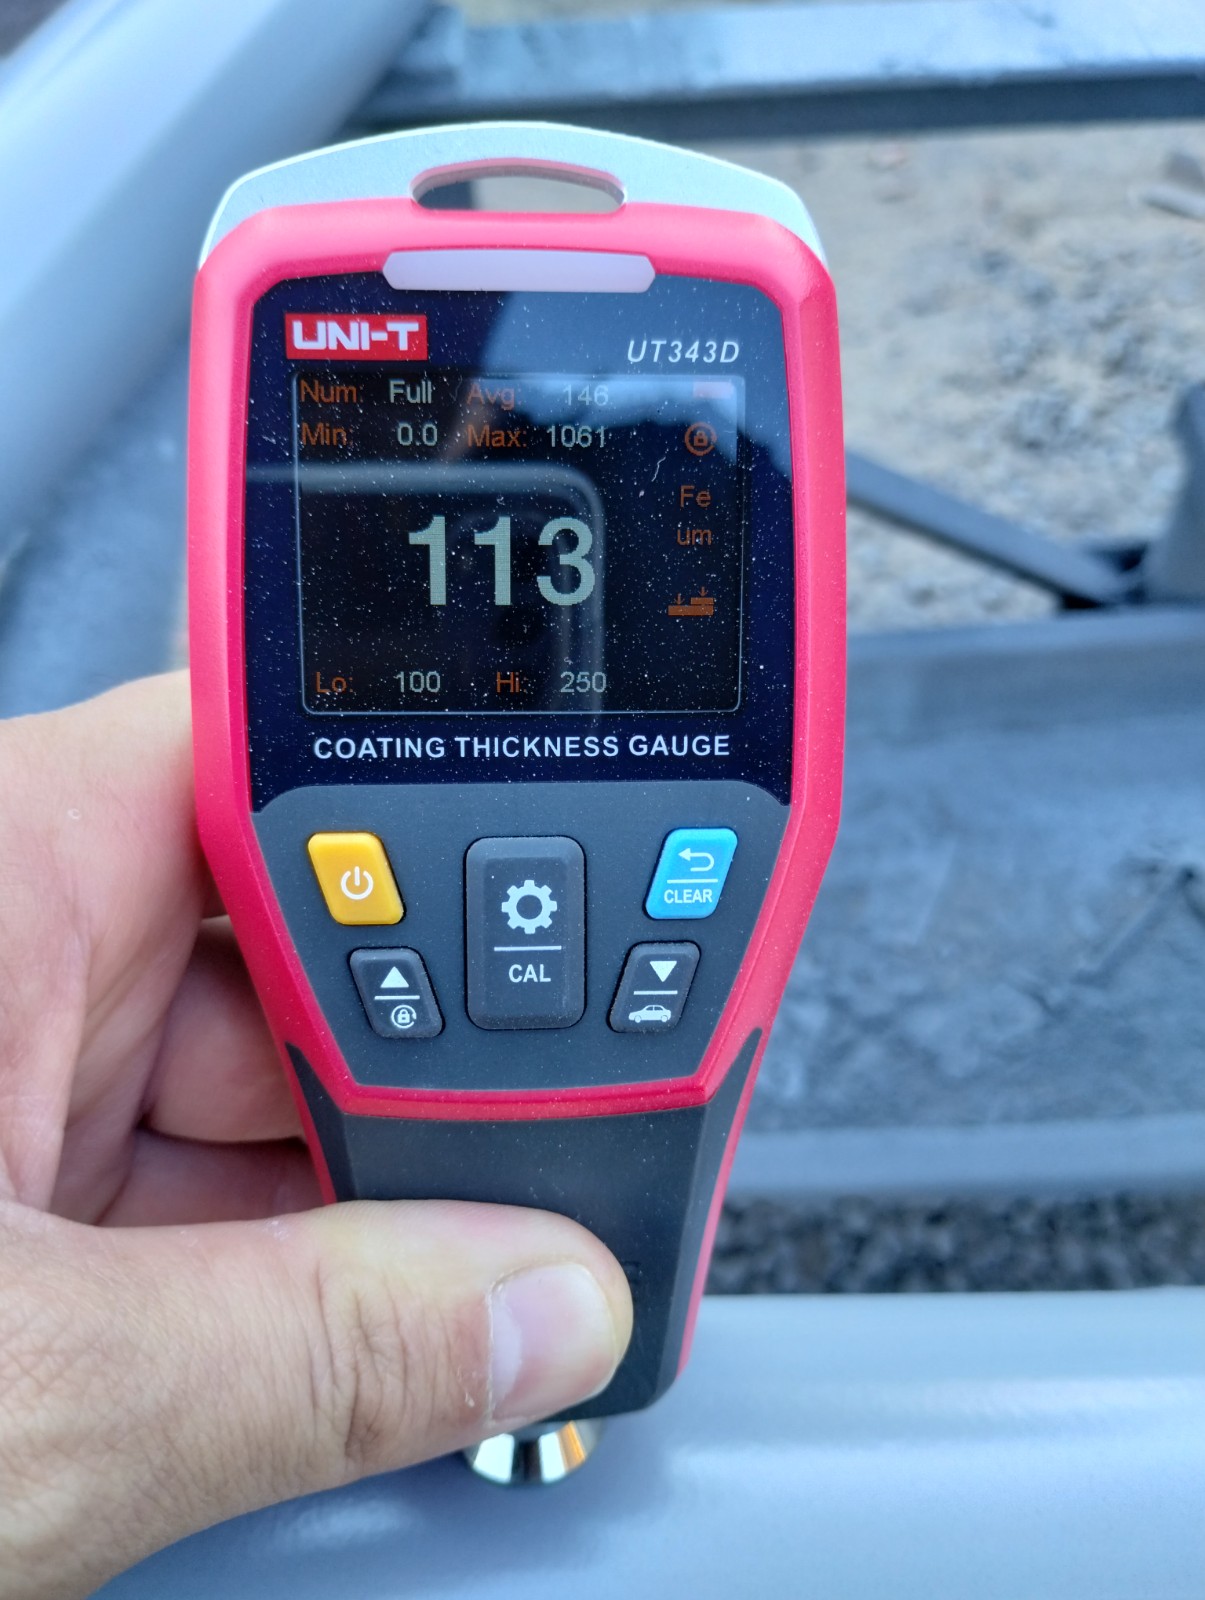 UNI-T
UT343D
Num: Full Avg: 146
Min: 0.0 Max: 1061
Fe
um
113
Lo: 100 Hi: 250
COATING THICKNESS GAUGE
CLEAR
CAL